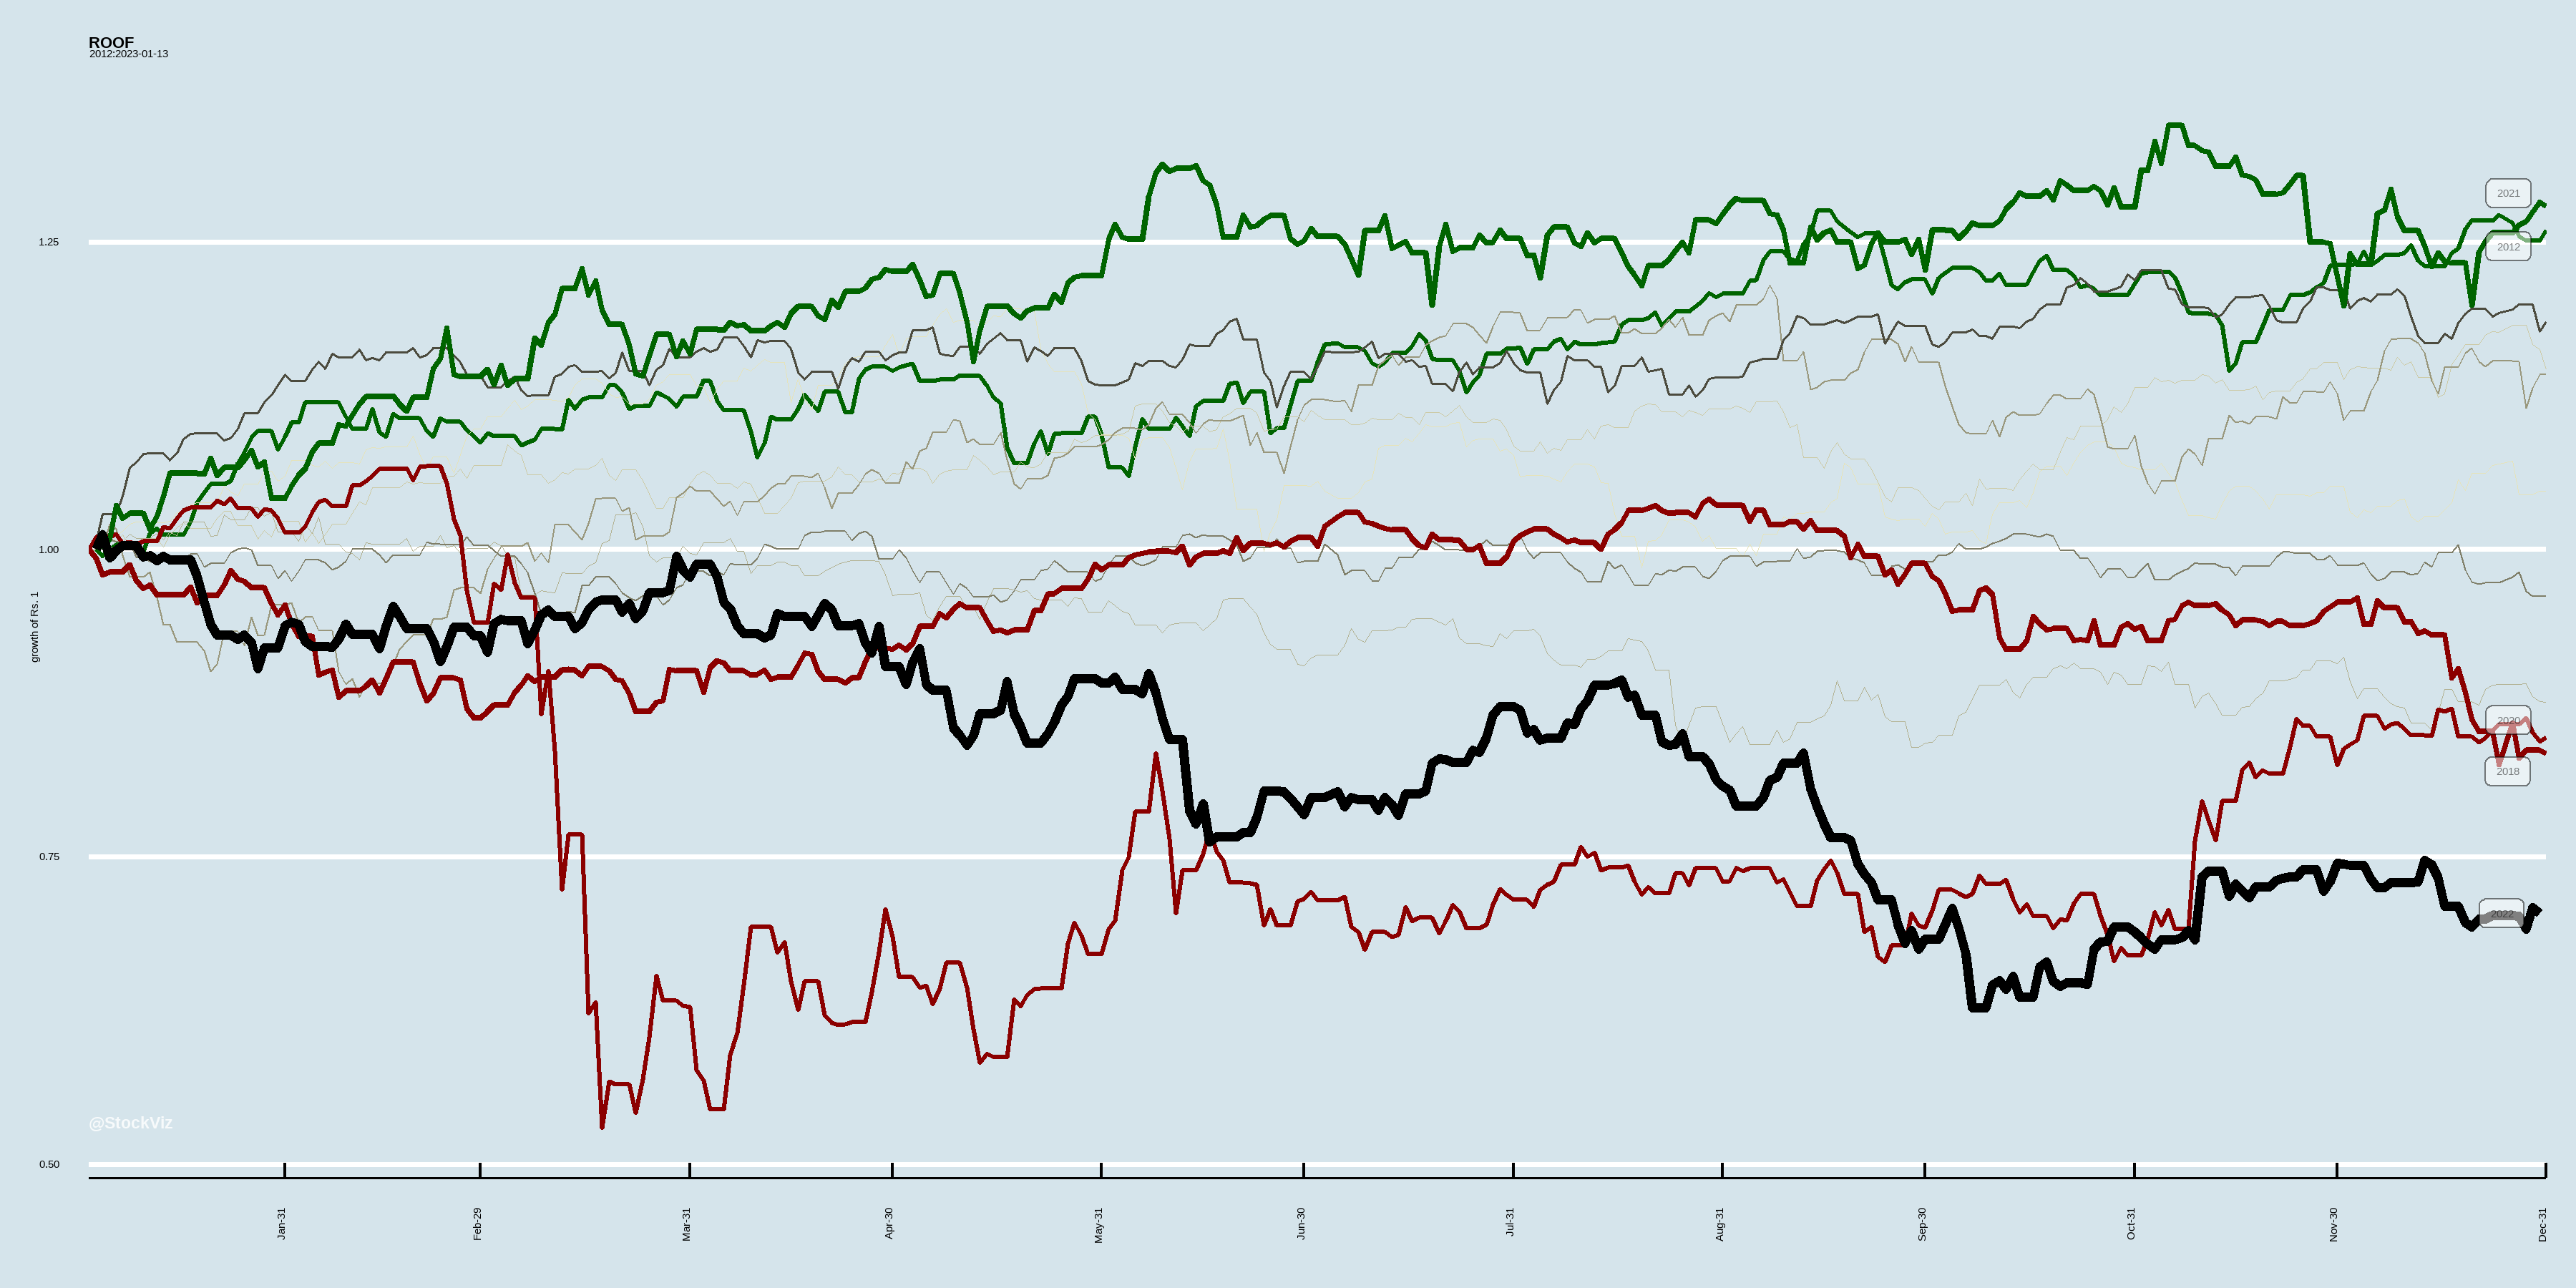 ROOF
2012:2023-01-13
2021
1.25
2012
1.00
growth of Rs. 1
2020
2018
0.75
2022
@StockViz
0.50
Jan-31
Feb-29
Mar-31
Apr-30
May-31
Jun-30
Jul-31
Aug-31
Sep-30
Oct-31
Nov-30
Dec-31